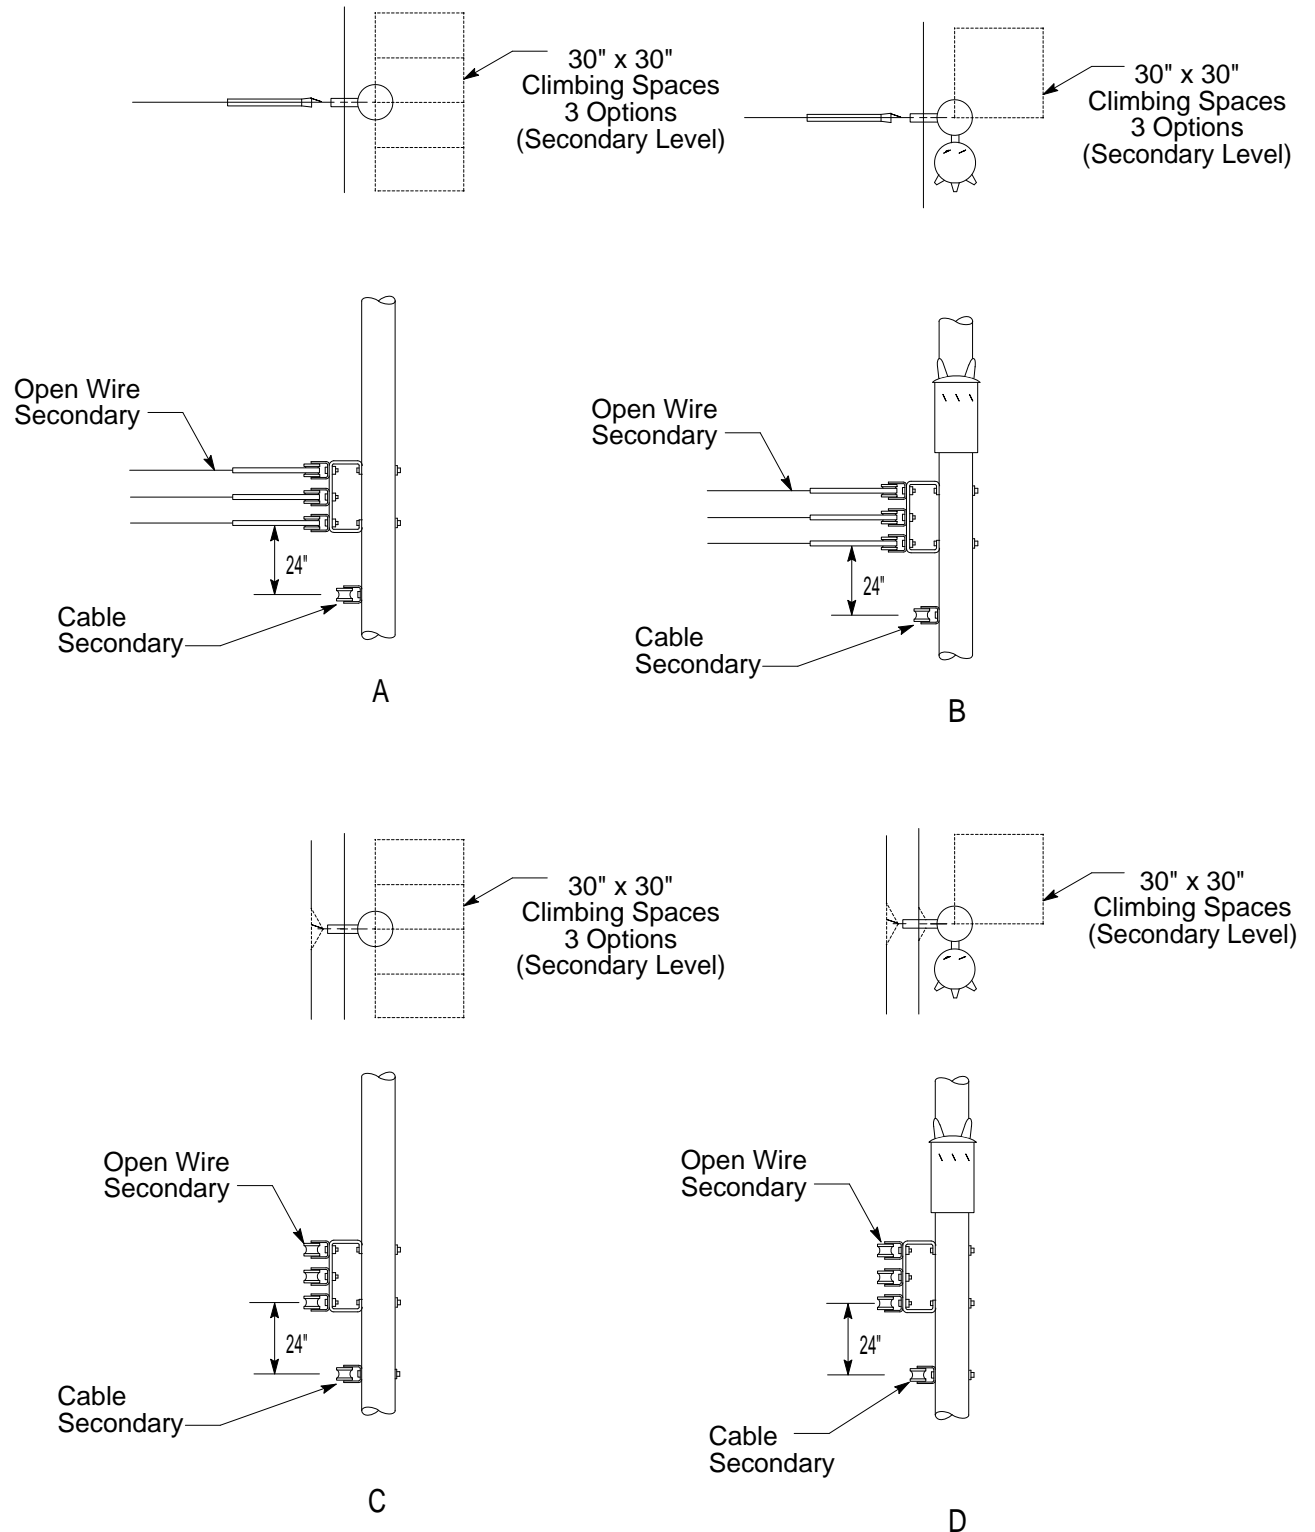 30" x 30"
Climbing Spaces
3 Options
(Secondary Level)
30" x 30"
Climbing Spaces
3 Options
(Secondary Level)
Open Wire
Secondary
24"
Cable
Secondary
A
Open Wire
Secondary
24"
Cable
Secondary
B
30" x 30"
Climbing Spaces
3 Options
(Secondary Level)
30" x 30"
Climbing Spaces
(Secondary Level)
Open Wire
Secondary
24"
Cable
Secondary
C
Open Wire
Secondary
24"
Cable
Secondary
D